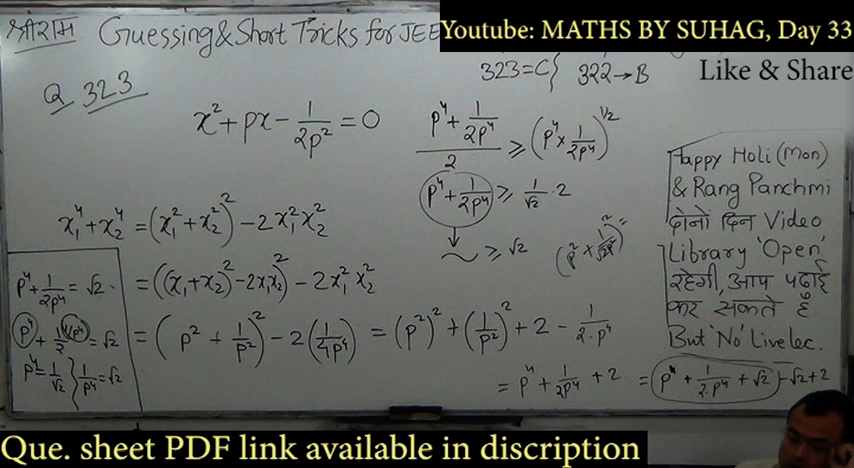 श्री राम Guessing & Short Tricks for JEE
Youtube: MATHS BY SUHAG, Day 33
323=C} 322→B
Like & Share
Q 323
x² + px - 1/2p² = 0
(p⁴ + 1/2p⁴)/2 ≥ (p⁴ × 1/2p⁴)^1/2
p⁴ + 1/2p⁴ ≥ 1/√2 · 2
≥ √2
x₁⁴ + x₂⁴ = (x₁² + x₂²)² - 2x₁²x₂²
= ((x₁+x₂)² - 2x₁x₂)² - 2x₁²x₂²
= (p² + 1/p²)² - 2(1/4p⁴) = (p²)² + (1/p²)² + 2 - 1/2·p⁴
= p⁴ + 1/2p⁴ + 2 = (p⁴ + 1/2·p⁴ + √2) - √2 + 2
p⁴ + 1/2p⁴ = √2
p⁴ = 1/√2 } 1/p⁴ = √2
Happy Holi (Mon)
& Rang Panchmi
दोनों दिन Video
Library 'Open'
रहेगी, आप पढाई
कर सकते हैं
But 'No' Live lec.
Que. sheet PDF link available in discription